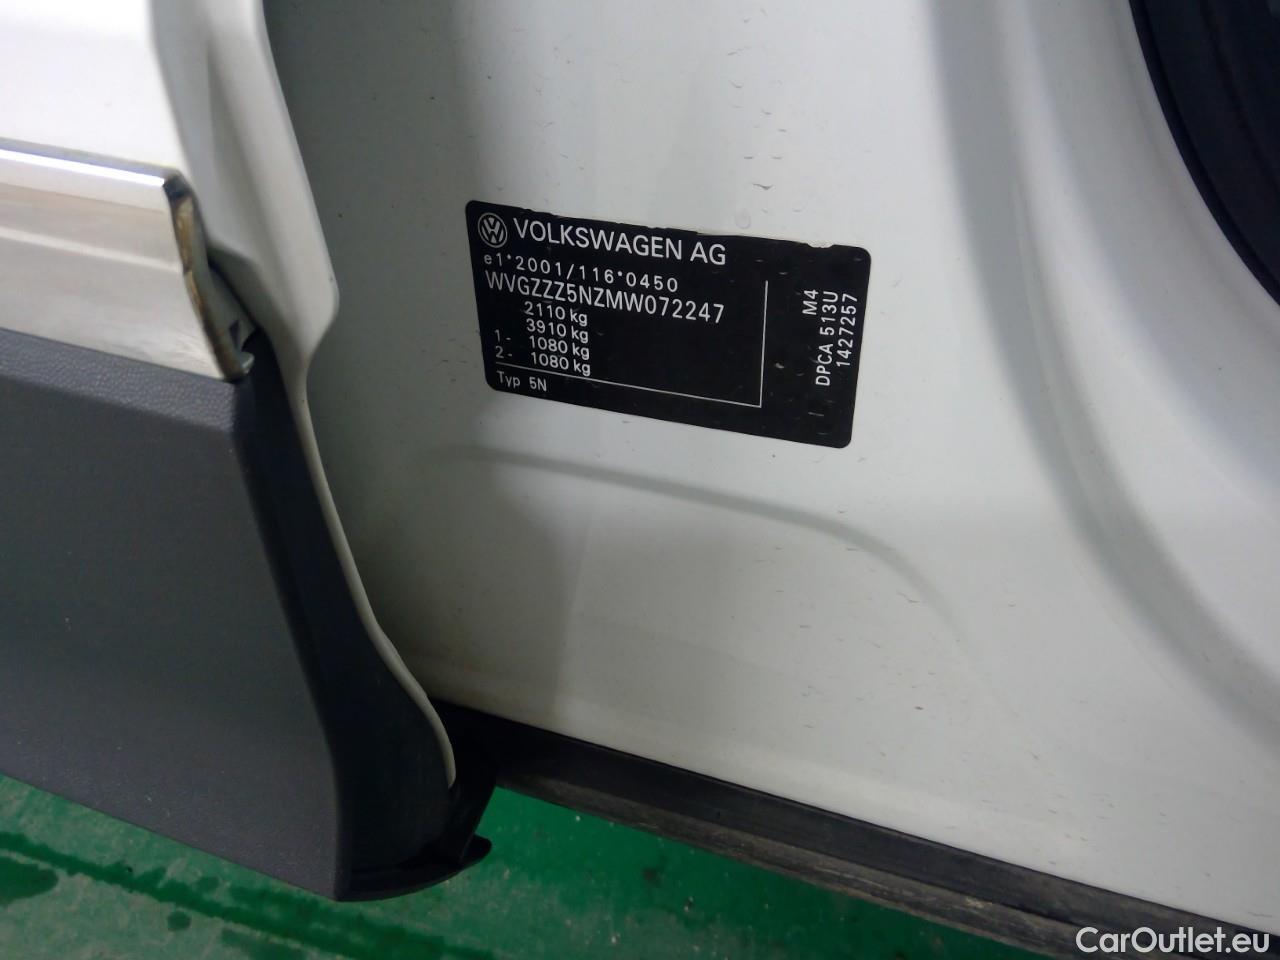 VOLKSWAGEN AG
e1*2001/116*0450
WVGZZZ5NZMW072247
2110 kg
3910 kg
1- 1080 kg
2- 1080 kg
Typ 5N
M4
DPCA 513U
1427257
CarOutlet.eu